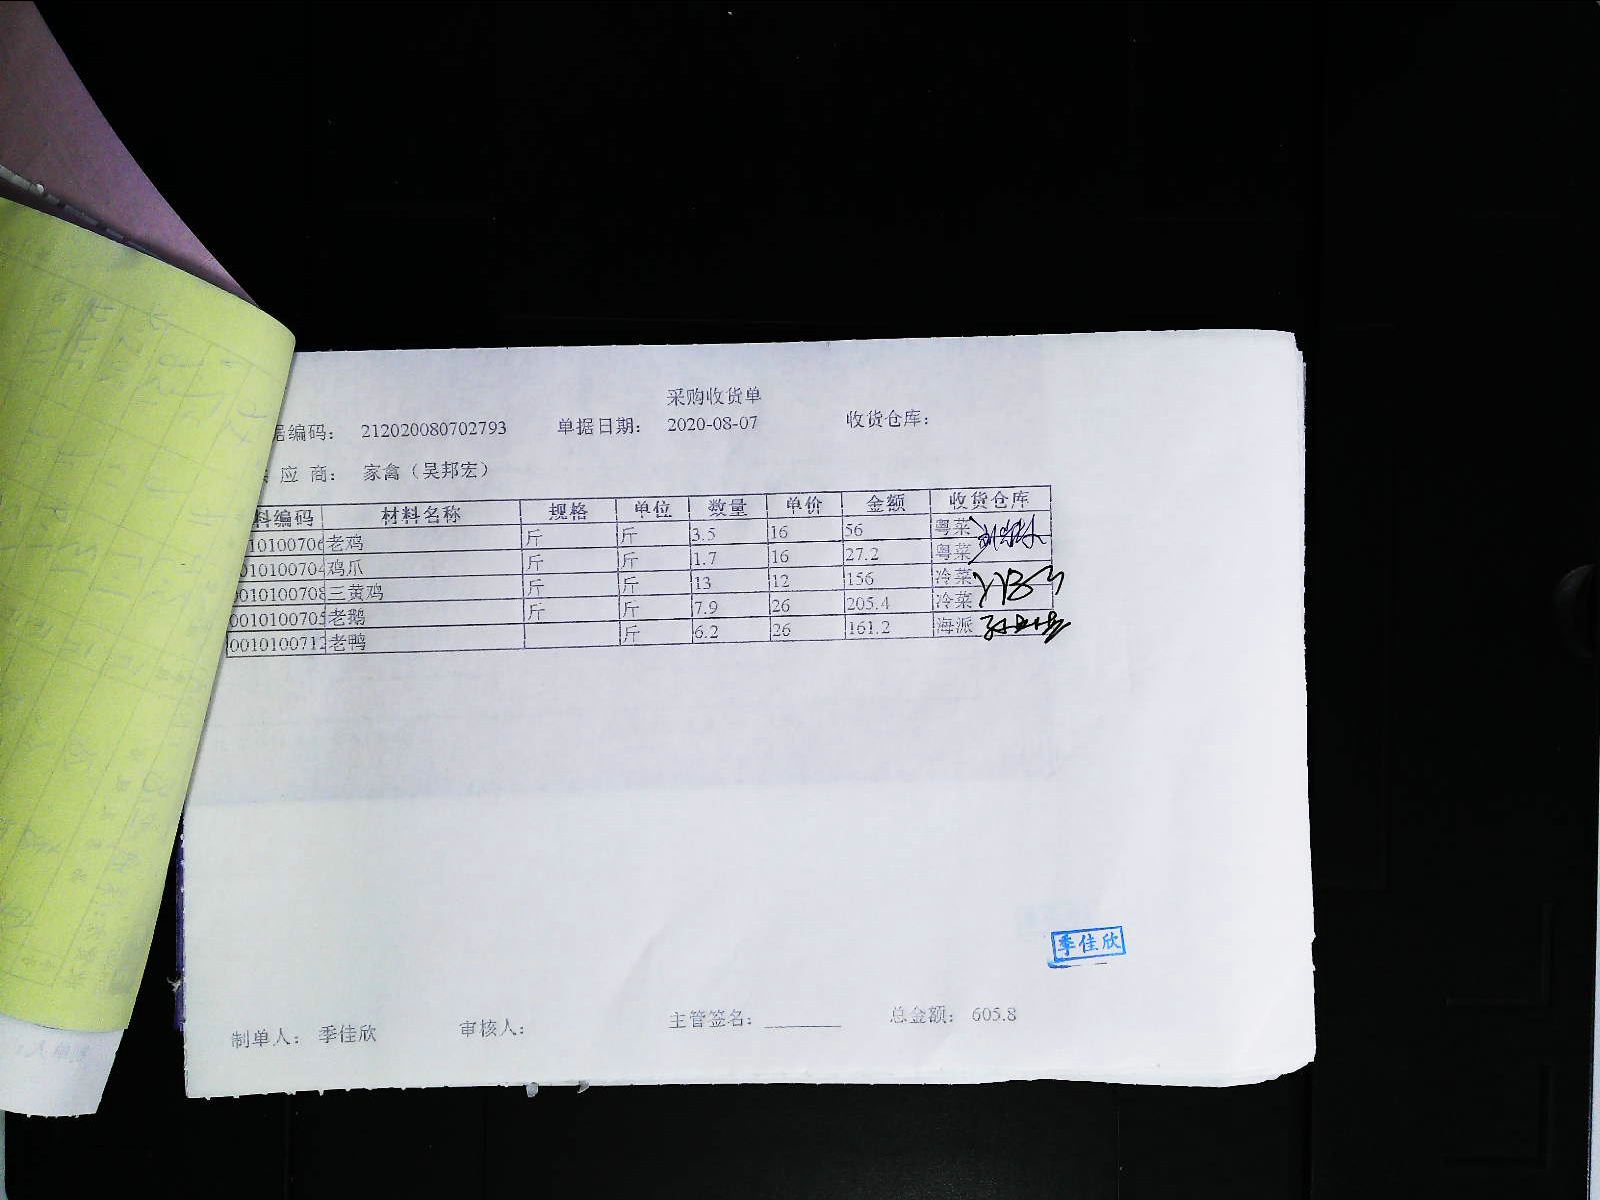 采购收货单
据编码： 212020080702793 单据日期： 2020-08-07 收货仓库：
应 商： 家禽（吴邦宏）
料编码 材料名称 规格 单位 数量 单价 金额 收货仓库
010100706 老鸡 斤 斤 3.5 16 56 粤菜
010100704 鸡爪 斤 斤 1.7 16 27.2 粤菜
0010100708 三黄鸡 斤 斤 13 12 156 冷菜
0010100705 老鹅 斤 斤 7.9 26 205.4 冷菜
0010100712 老鸭 斤 6.2 26 161.2 海派
季佳欣
制单人： 季佳欣 审核人： 主管签名： 总金额： 605.8